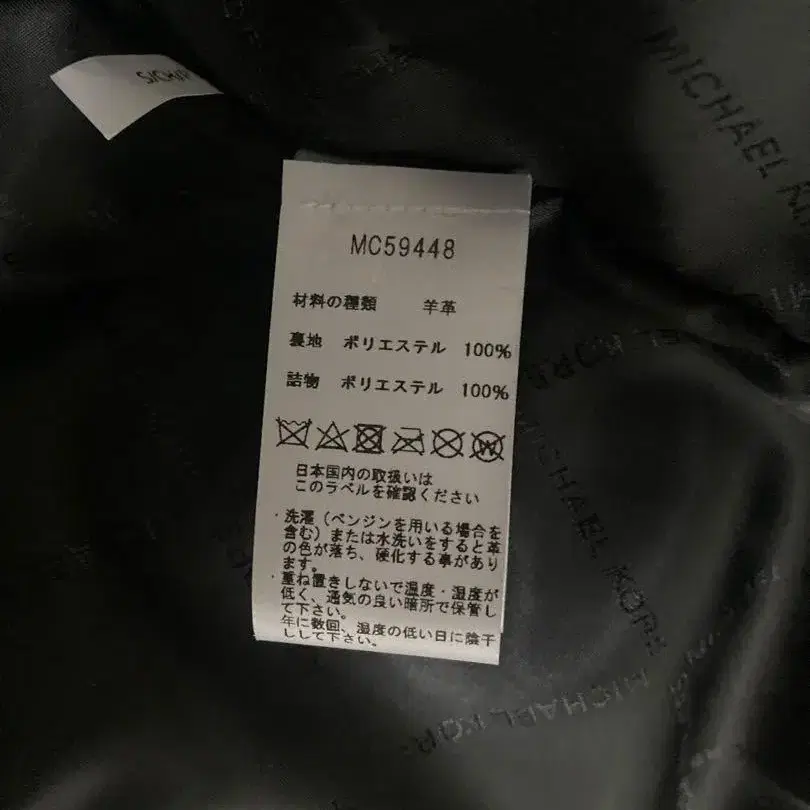 MICHAEL
MC59448
材料の種類 羊革
裏地 ポリエステル 100%
詰物 ポリエステル 100%
W
日本国内の取扱いは
このラベルを確認ください
・洗濯(ベンジンを用いる場合を
含む)または水洗いをすると革
の色が落ち、硬化する事があり
ます。
・重ね置きしないで温度・湿度が
低く、通気の良い暗所で保管し
て下さい。
年に数回、湿度の低い日に陰干
しして下さい。
MICHAEL KORS
MICHAEL KORS